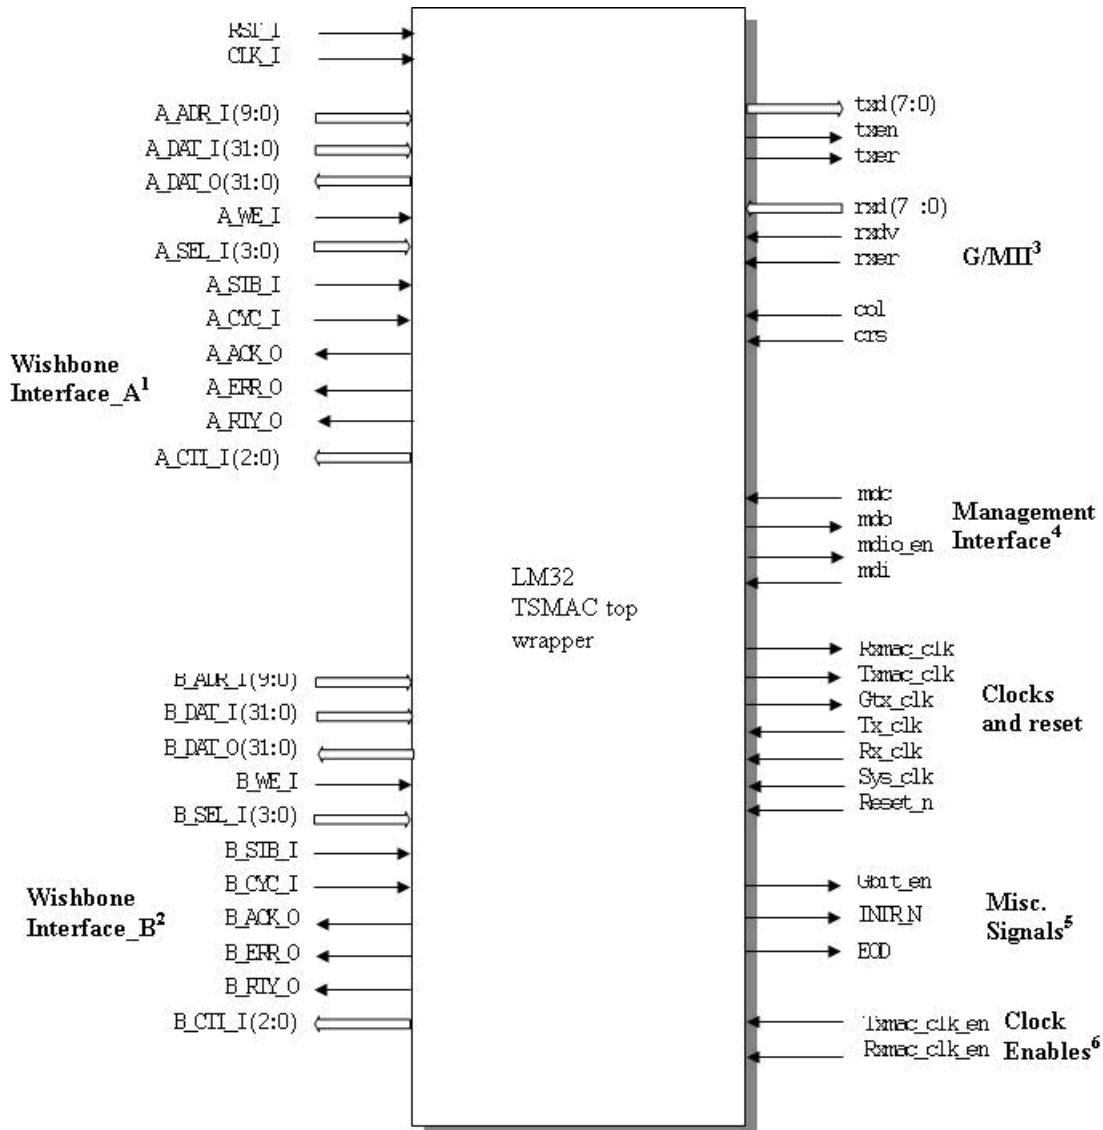 RST_I
CLK_I
A_ADR_I(9:0)
A_DAT_I(31:0)
A_DAT_O(31:0)
A_WE_I
A_SEL_I(3:0)
A_STB_I
A_CYC_I
A_ACK_O
A_ERR_O
A_RTY_O
A_CTI_I(2:0)
Wishbone
Interface_A¹
B_ADR_I(9:0)
B_DAT_I(31:0)
B_DAT_O(31:0)
B_WE_I
B_SEL_I(3:0)
B_STB_I
B_CYC_I
B_ACK_O
B_ERR_O
B_RTY_O
B_CTI_I(2:0)
Wishbone
Interface_B²
LM32
TSMAC top
wrapper
txd(7:0)
txen
txer
rxd(7 :0)
rxdv
rxer
col
crs
G/MII³
mdc
mdo
mdio_en
mdi
Management
Interface⁴
Rxmac_clk
Txmac_clk
Gtx_clk
Tx_clk
Rx_clk
Sys_clk
Reset_n
Clocks
and reset
Gbit_en
INTR_N
EOD
Misc.
Signals⁵
Txmac_clk_en
Rxmac_clk_en
Clock
Enables⁶